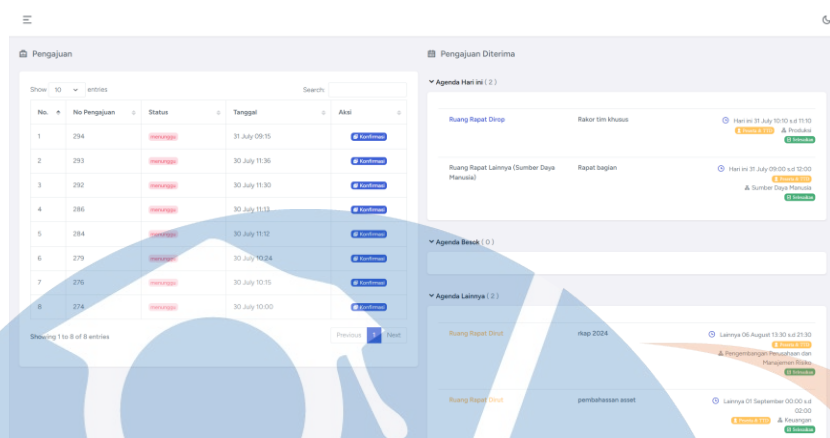 Pengajuan
Show 10 entries Search:
No. No Pengajuan Status Tanggal Aksi
1 294 menunggu 31 July 09:15 Konfirmasi
2 293 menunggu 30 July 11:36 Konfirmasi
3 292 menunggu 30 July 11:30 Konfirmasi
4 286 menunggu 30 July 11:13 Konfirmasi
5 284 menunggu 30 July 11:12 Konfirmasi
6 279 menunggu 30 July 10:24 Konfirmasi
7 276 menunggu 30 July 10:15 Konfirmasi
8 274 menunggu 30 July 10:00 Konfirmasi
Showing 1 to 8 of 8 entries
Previous 1 Next
Pengajuan Diterima
Agenda Hari ini ( 2 )
Ruang Rapat Dirop Rakor tim khusus Hari ini 31 July 10:10 s.d 11:10
Produksi
Ruang Rapat Lainnya (Sumber Daya
Manusia)
Rapat bagian
Hari ini 31 July 09:00 s.d 12:00
Sumber Daya Manusia
Agenda Besok ( 0 )
Agenda Lainnya ( 2 )
Ruang Rapat Dirut rkap 2024 Lainnya 06 August 13:30 s.d 21:30
Pengembangan Perusahaan dan
Manajemen Risiko
Ruang Rapat Dirut pembahassan asset Lainnya 01 September 00:00 s.d
02:00
Keuangan